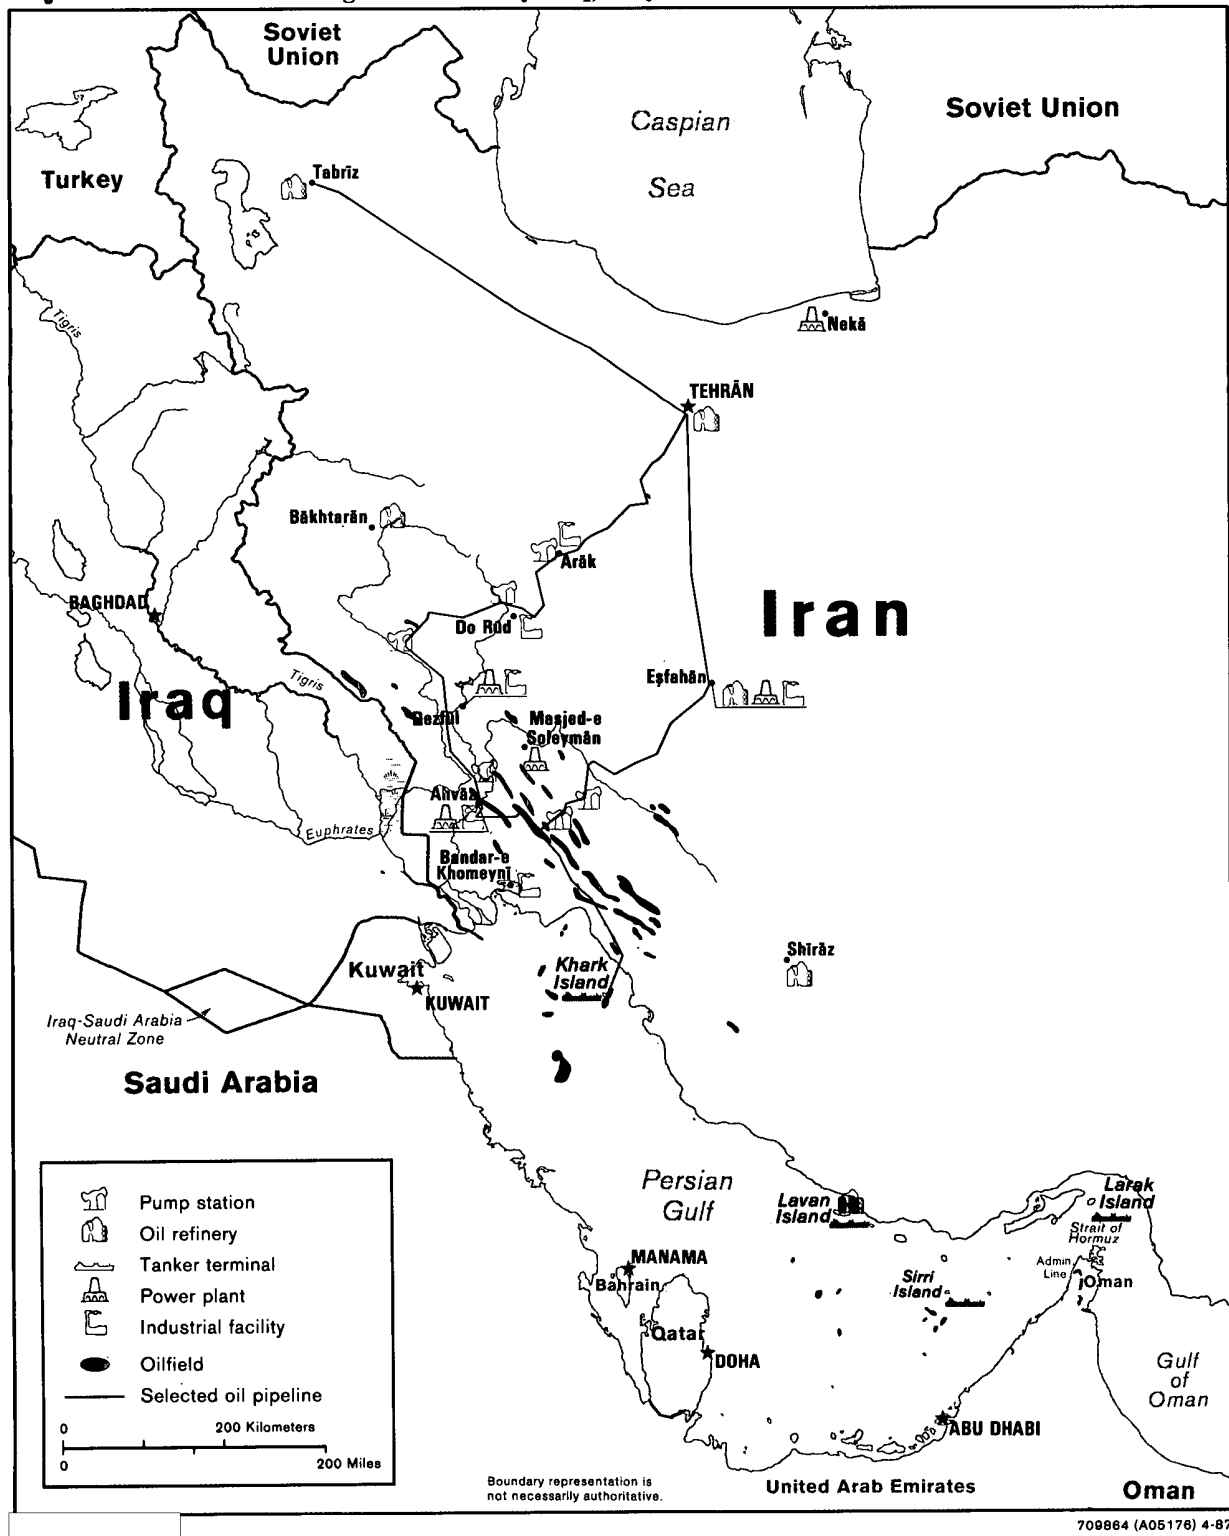 Soviet
Union
Soviet Union
Caspian
Sea
Turkey
Tabrīz
Tigris
Nekā
TEHRĀN
Bākhtarān
Arāk
BAGHDAD
Do Rūd
Iran
Iraq
Tigris
Eşfahān
Dezfūl
Masjed-e
Soleymān
Ahvāz
Euphrates
Bandar-e
Khomeynī
Shīrāz
Kuwait
KUWAIT
Khark
Island
Iraq-Saudi Arabia
Neutral Zone
Saudi Arabia
Persian
Gulf
Lavan
Island
Larak
Island
Strait of
Hormuz
Admin
Line
Oman
MANAMA
Bahrain
Sirri
Island
Qatar
DOHA
Gulf
of
Oman
ABU DHABI
United Arab Emirates
Oman
Pump station
Oil refinery
Tanker terminal
Power plant
Industrial facility
Oilfield
Selected oil pipeline
0 200 Kilometers
0 200 Miles
Boundary representation is
not necessarily authoritative.
709864 (A05176) 4-87